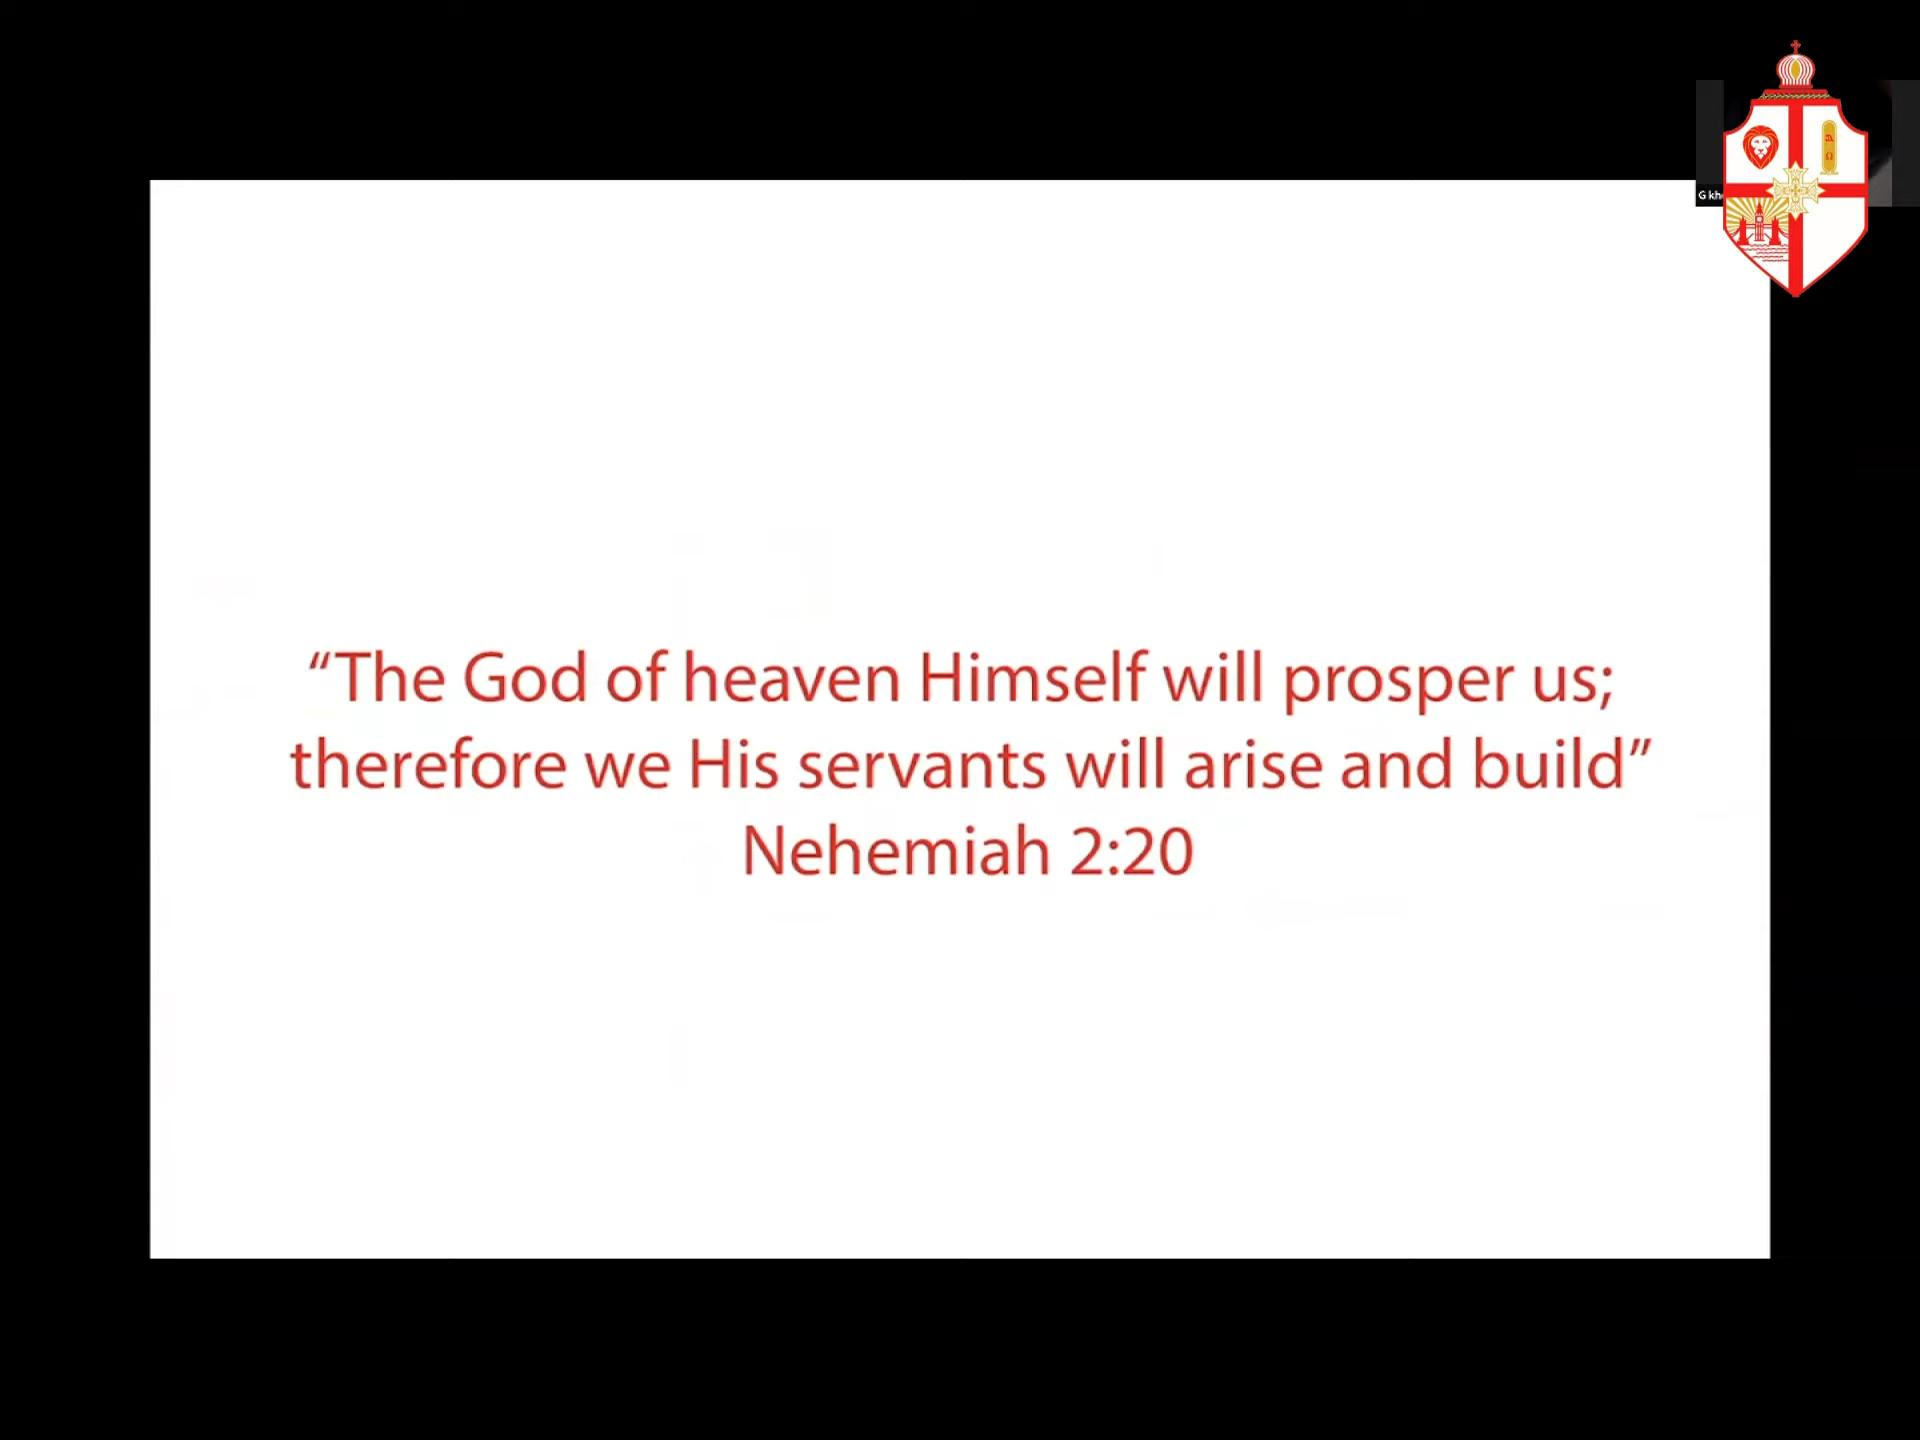 “The God of heaven Himself will prosper us;
therefore we His servants will arise and build”
Nehemiah 2:20